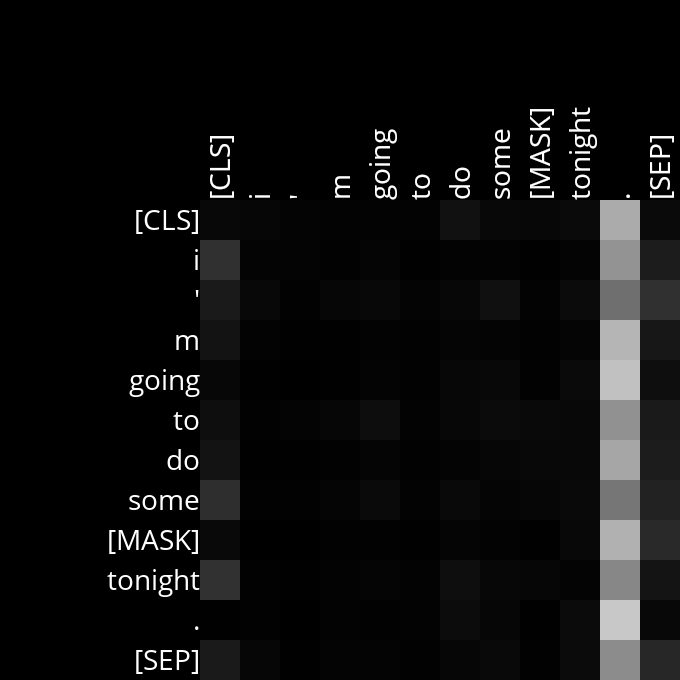 [CLS] i ' m going to do some [MASK] tonight . [SEP]
[CLS]
i
'
m
going
to
do
some
[MASK]
tonight
.
[SEP]